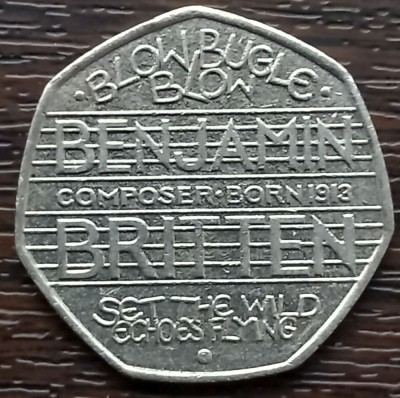 · BLOW BUGLE ·
BLOW
BENJAMIN
COMPOSER · BORN 1913
BRITTEN
SET THE WILD
ECHOES FLYING